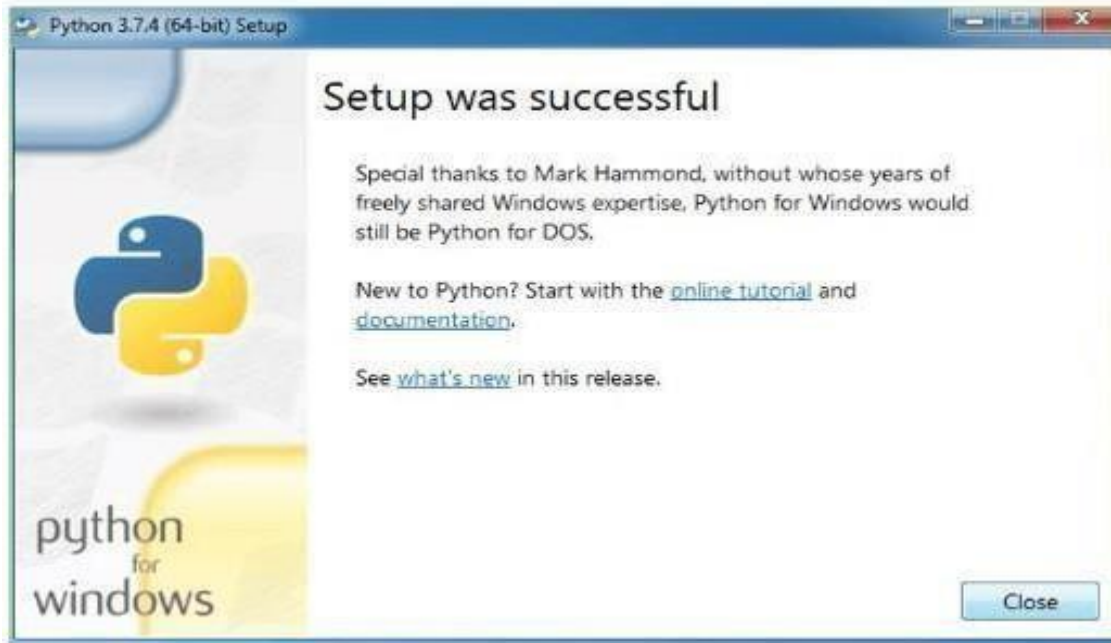 Python 3.7.4 (64-bit) Setup
Setup was successful
Special thanks to Mark Hammond, without whose years of
freely shared Windows expertise, Python for Windows would
still be Python for DOS.
New to Python? Start with the online tutorial and
documentation.
See what's new in this release.
python
for
windows
Close